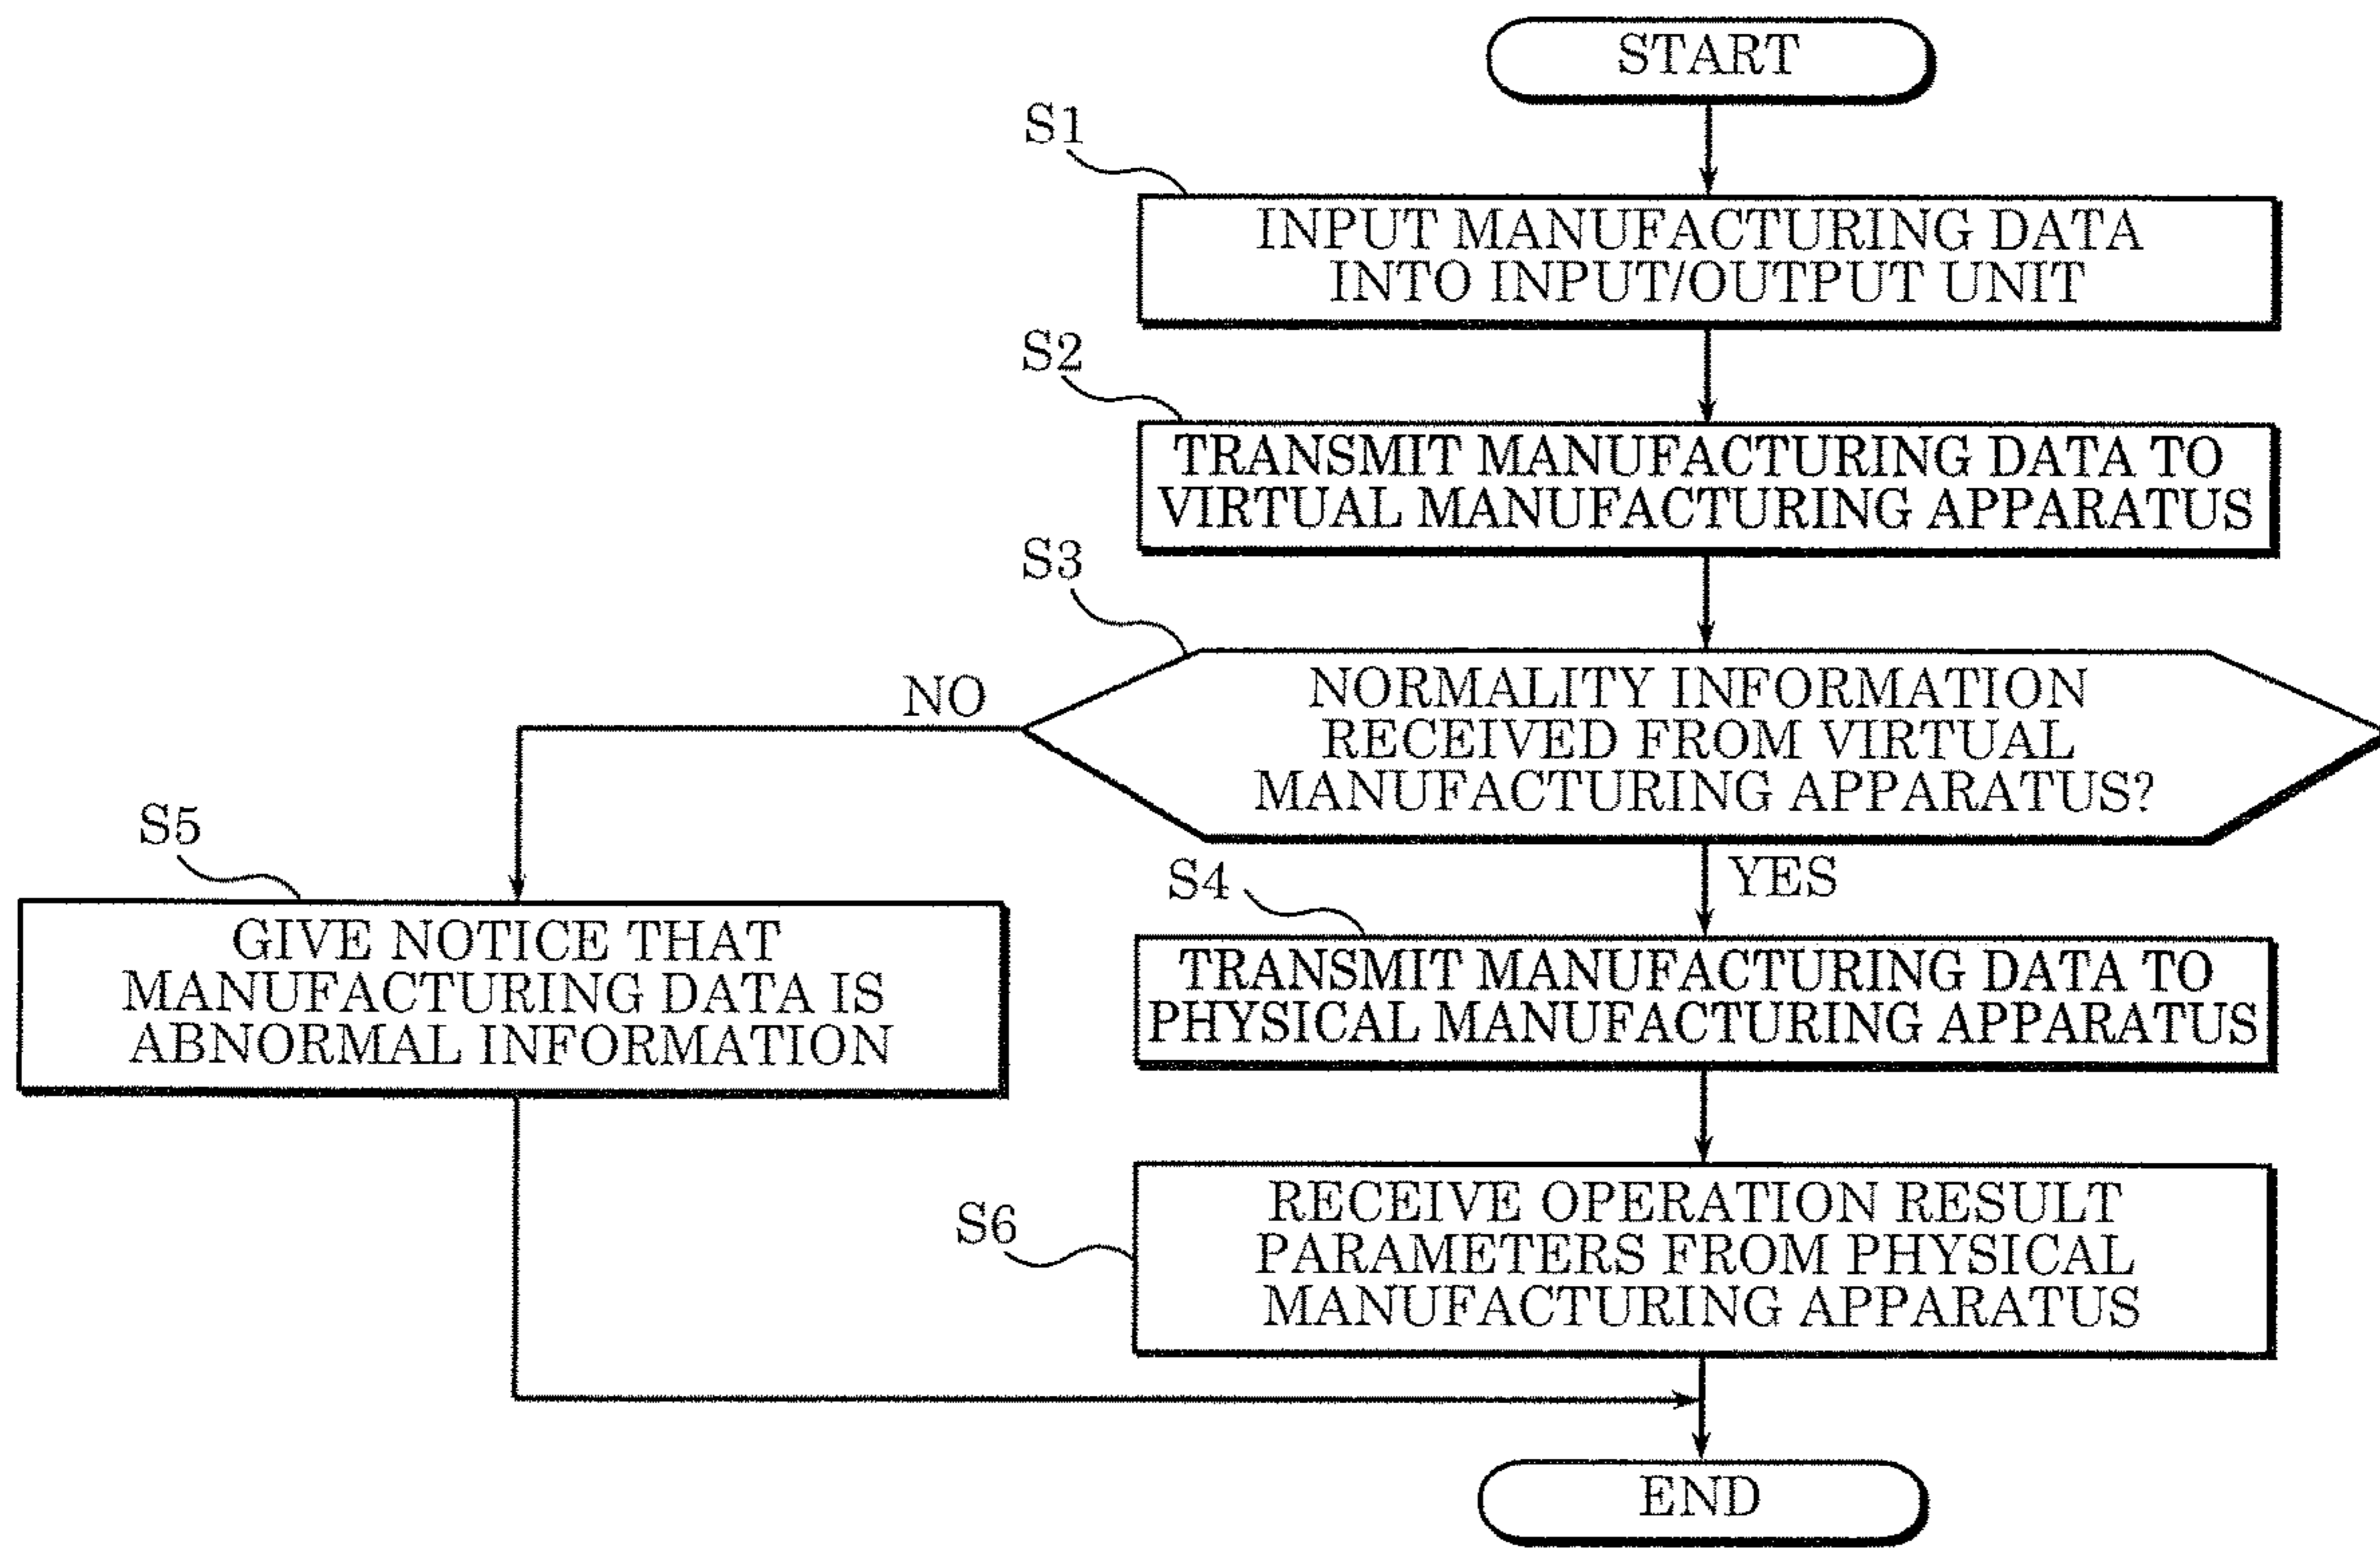 START
S1
INPUT MANUFACTURING DATA
INTO INPUT/OUTPUT UNIT
S2
TRANSMIT MANUFACTURING DATA TO
VIRTUAL MANUFACTURING APPARATUS
S3
NORMALITY INFORMATION
RECEIVED FROM VIRTUAL
MANUFACTURING APPARATUS?
NO
YES
S5
GIVE NOTICE THAT
MANUFACTURING DATA IS
ABNORMAL INFORMATION
S4
TRANSMIT MANUFACTURING DATA TO
PHYSICAL MANUFACTURING APPARATUS
S6
RECEIVE OPERATION RESULT
PARAMETERS FROM PHYSICAL
MANUFACTURING APPARATUS
END